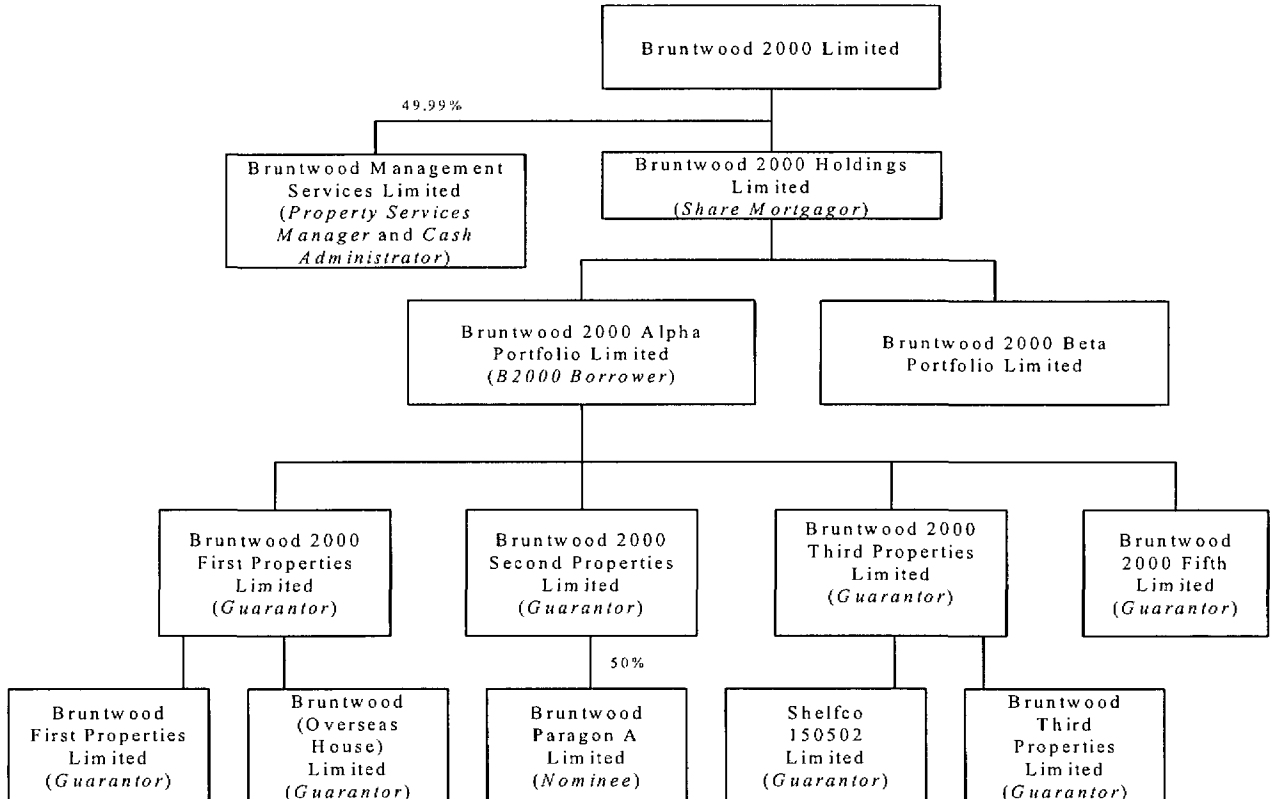 Bruntwood 2000 Limited
49.99%
Bruntwood Management
Services Limited
(Property Services
Manager and Cash
Administrator)
Bruntwood 2000 Holdings
Limited
(Share Mortgagor)
Bruntwood 2000 Alpha
Portfolio Limited
(B2000 Borrower)
Bruntwood 2000 Beta
Portfolio Limited
Bruntwood 2000
First Properties
Limited
(Guarantor)
Bruntwood 2000
Second Properties
Limited
(Guarantor)
Bruntwood 2000
Third Properties
Limited
(Guarantor)
Bruntwood
2000 Fifth
Limited
(Guarantor)
50%
Bruntwood
First Properties
Limited
(Guarantor)
Bruntwood
(Overseas
House)
Limited
(Guarantor)
Bruntwood
Paragon A
Limited
(Nominee)
Shelfco
150502
Limited
(Guarantor)
Bruntwood
Third
Properties
Limited
(Guarantor)